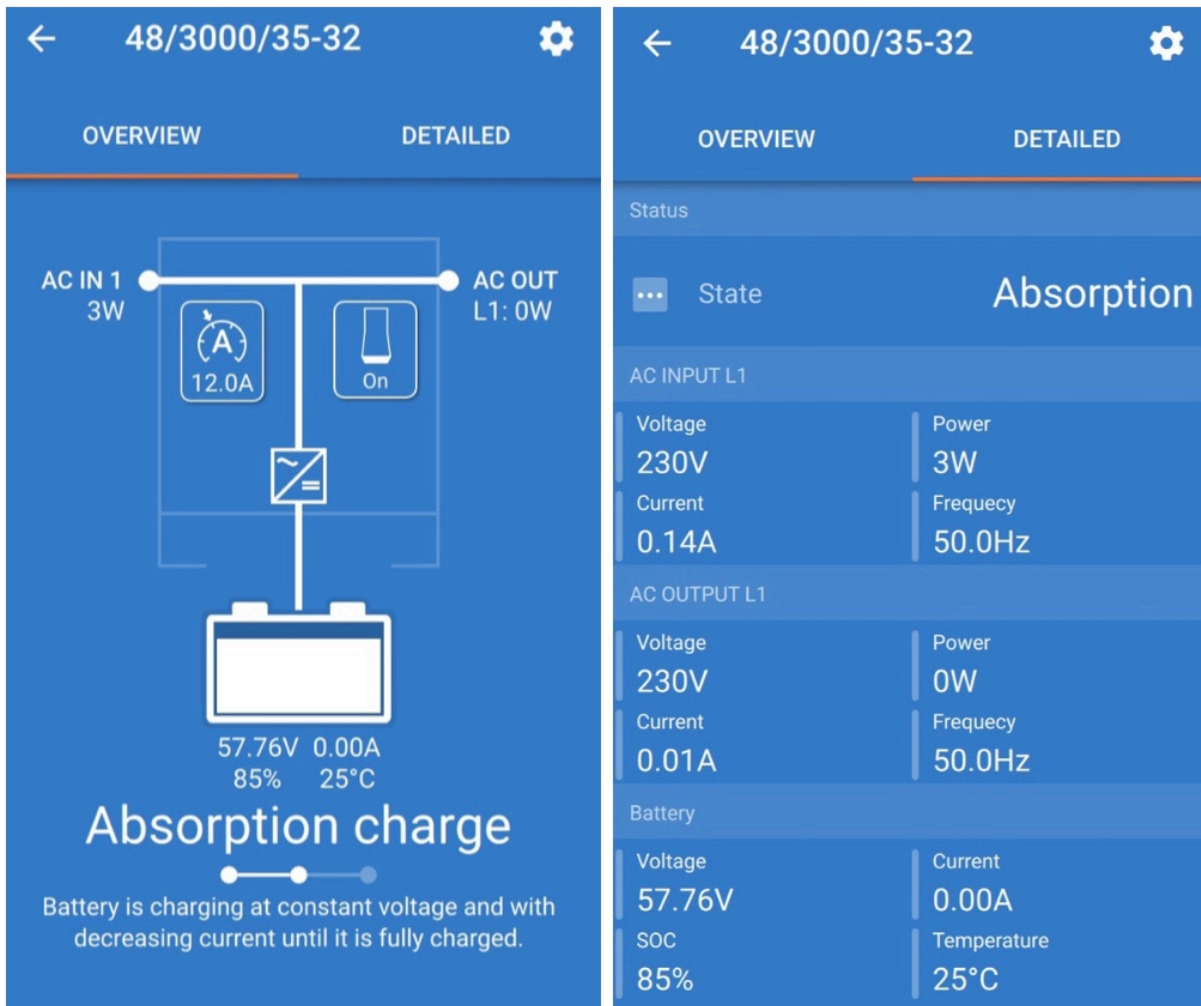 48/3000/35-32
OVERVIEW DETAILED
AC IN 1
3W
AC OUT
L1: 0W
A
12.0A
On
57.76V 0.00A
85% 25°C
Absorption charge
Battery is charging at constant voltage and with
decreasing current until it is fully charged.
48/3000/35-32
OVERVIEW DETAILED
Status
State Absorption
AC INPUT L1
Voltage Power
230V 3W
Current Frequecy
0.14A 50.0Hz
AC OUTPUT L1
Voltage Power
230V 0W
Current Frequecy
0.01A 50.0Hz
Battery
Voltage Current
57.76V 0.00A
SOC Temperature
85% 25°C